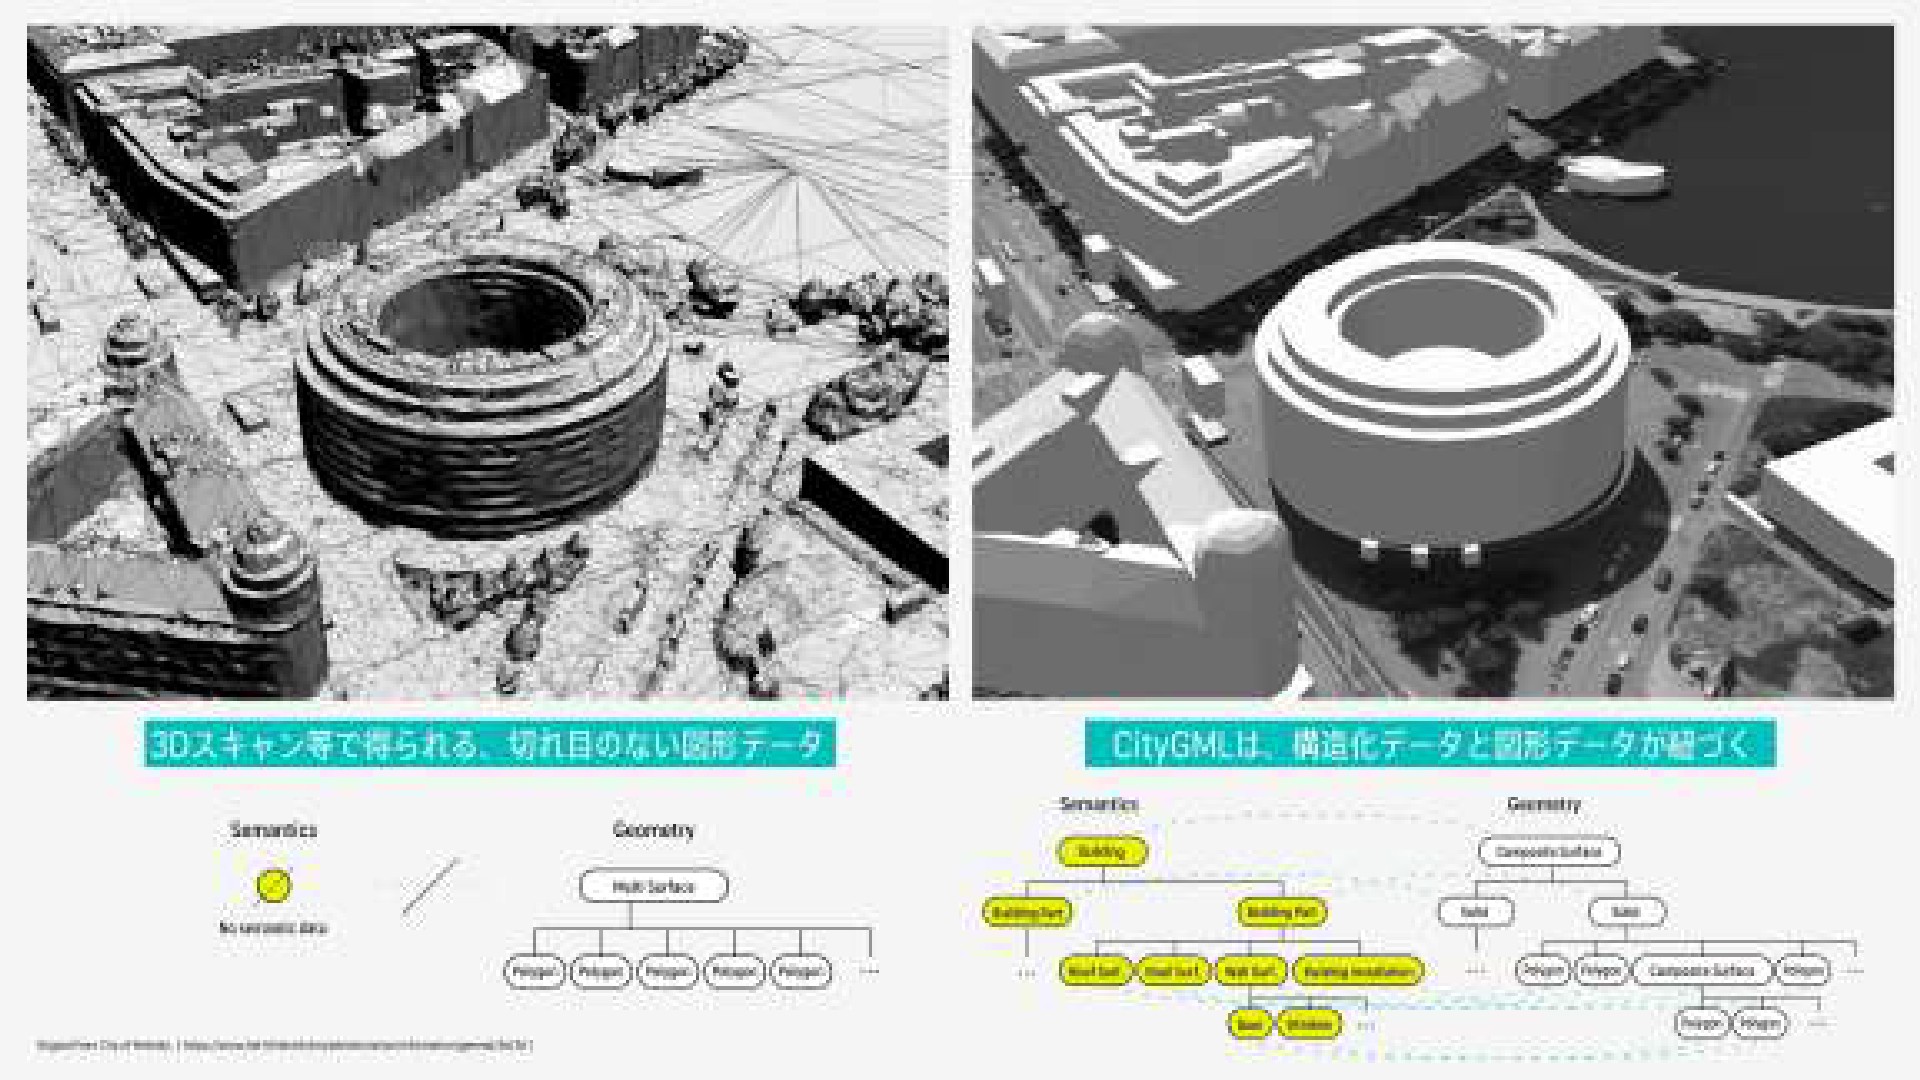 3Dスキャン等で得られる、切れ目のない図形データ
Semantics
Geometry
No semantic data
Multi Surface
Polygon Polygon Polygon Polygon Polygon ...
CityGMLは、構造化データと図形データが紐づく
Semantics
Geometry
Building
Composite Surface
Building Part
Building Part
Solid
Solid
... Roof Surf. Wall Surf. Building Installation
... Polygon Polygon Composite Surface Polygon ...
Door Window ...
Polygon Polygon ...